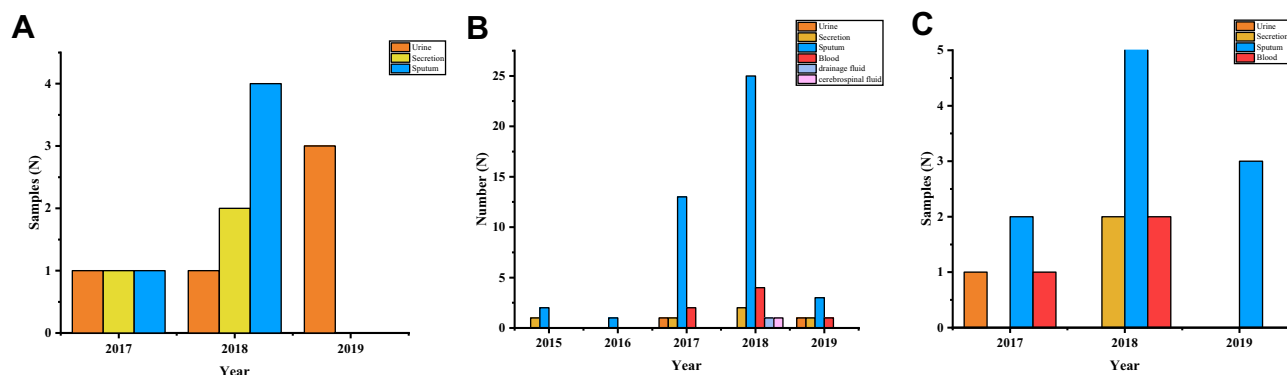 A
Urine
Secretion
Sputum
4
3
2
1
0
Samples (N)
2017 2018 2019
Year
B
Urine
Secretion
Sputum
Blood
drainage fluid
cerebrospinal fluid
25
20
15
10
5
0
Number (N)
2015 2016 2017 2018 2019
Year
C
Urine
Secretion
Sputum
Blood
5
4
3
2
1
0
Samples (N)
2017 2018 2019
Year